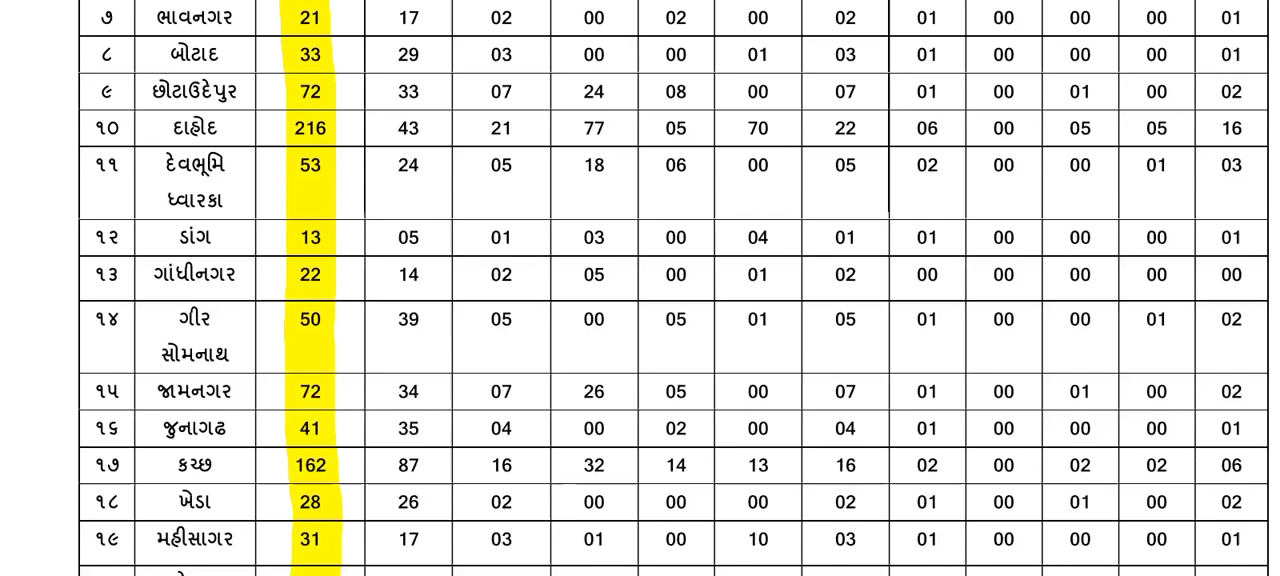 ૭ ભાવનગર 21 17 02 00 02 00 02 01 00 00 00 01
૮ બોટાદ 33 29 03 00 00 01 03 01 00 00 00 01
૯ છોટાઉદેપુર 72 33 07 24 08 00 07 01 00 01 00 02
૧૦ દાહોદ 216 43 21 77 05 70 22 06 00 05 05 16
૧૧ દેવભૂમિ 53 24 05 18 06 00 05 02 00 00 01 03
ધ્વારકા
૧૨ ડાંગ 13 05 01 03 00 04 01 01 00 00 00 01
૧૩ ગાંધીનગર 22 14 02 05 00 01 02 00 00 00 00 00
૧૪ ગીર 50 39 05 00 05 01 05 01 00 00 01 02
સોમનાથ
૧૫ જામનગર 72 34 07 26 05 00 07 01 00 01 00 02
૧૬ જુનાગઢ 41 35 04 00 02 00 04 01 00 00 00 01
૧૭ કચ્છ 162 87 16 32 14 13 16 02 00 02 02 06
૧૮ ખેડા 28 26 02 00 00 00 02 01 00 01 00 02
૧૯ મહીસાગર 31 17 03 01 00 10 03 01 00 00 00 01